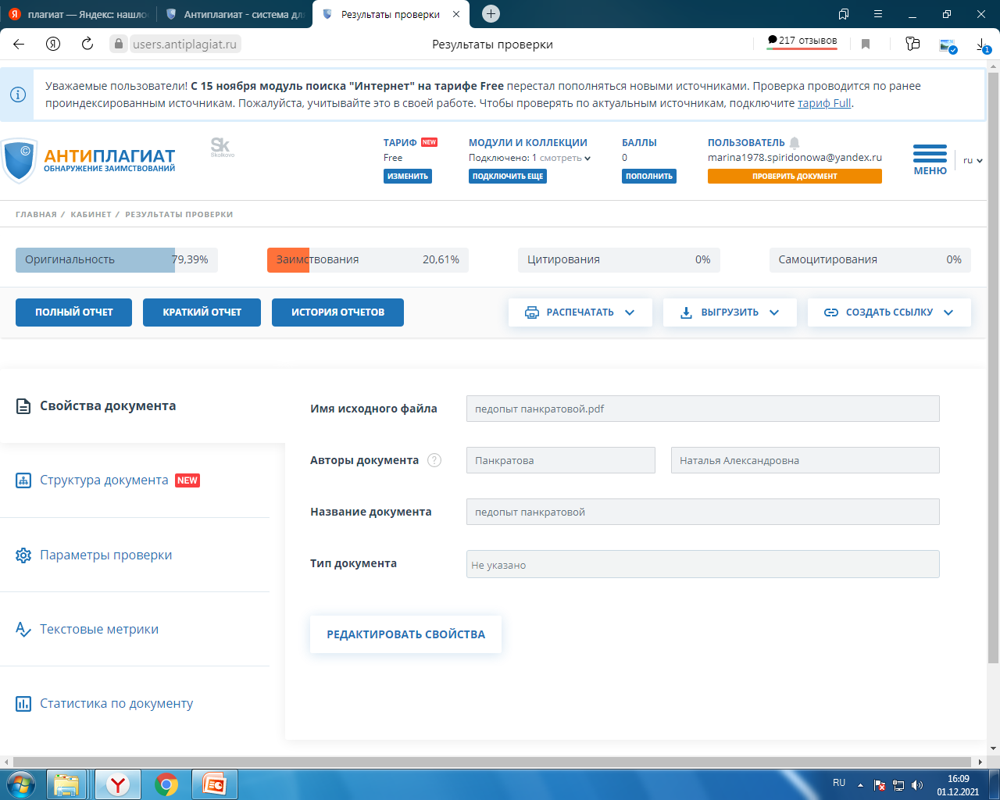 плагиат — Яндекс: нашлос
Антиплагиат - система для
Результаты проверки
users.antiplagiat.ru
Результаты проверки
217 отзывов
1
Уважаемые пользователи! С 15 ноября модуль поиска "Интернет" на тарифе Free перестал пополняться новыми источниками. Проверка проводится по ранее
проиндексированным источникам. Пожалуйста, учитывайте это в своей работе. Чтобы проверять по актуальным источникам, подключите тариф Full.
АНТИПЛАГИАТ
ОБНАРУЖЕНИЕ ЗАИМСТВОВАНИЙ
Sk
Skolkovo
ТАРИФ NEW
Free
ИЗМЕНИТЬ
МОДУЛИ И КОЛЛЕКЦИИ
Подключено: 1 смотреть
ПОДКЛЮЧИТЬ ЕЩЕ
БАЛЛЫ
0
ПОПОЛНИТЬ
ПОЛЬЗОВАТЕЛЬ
marina1978.spiridonowa@yandex.ru
ПРОВЕРИТЬ ДОКУМЕНТ
МЕНЮ
ru
ГЛАВНАЯ / КАБИНЕТ / РЕЗУЛЬТАТЫ ПРОВЕРКИ
Оригинальность 79,39%
Заимствования 20,61%
Цитирования 0%
Самоцитирования 0%
ПОЛНЫЙ ОТЧЕТ
КРАТКИЙ ОТЧЕТ
ИСТОРИЯ ОТЧЕТОВ
РАСПЕЧАТАТЬ
ВЫГРУЗИТЬ
СОЗДАТЬ ССЫЛКУ
Свойства документа
Структура документа NEW
Параметры проверки
Текстовые метрики
Статистика по документу
Имя исходного файла педопыт панкратовой.pdf
Авторы документа ? Панкратова Наталья Александровна
Название документа педопыт панкратовой
Тип документа Не указано
РЕДАКТИРОВАТЬ СВОЙСТВА
RU
16:09
01.12.2021